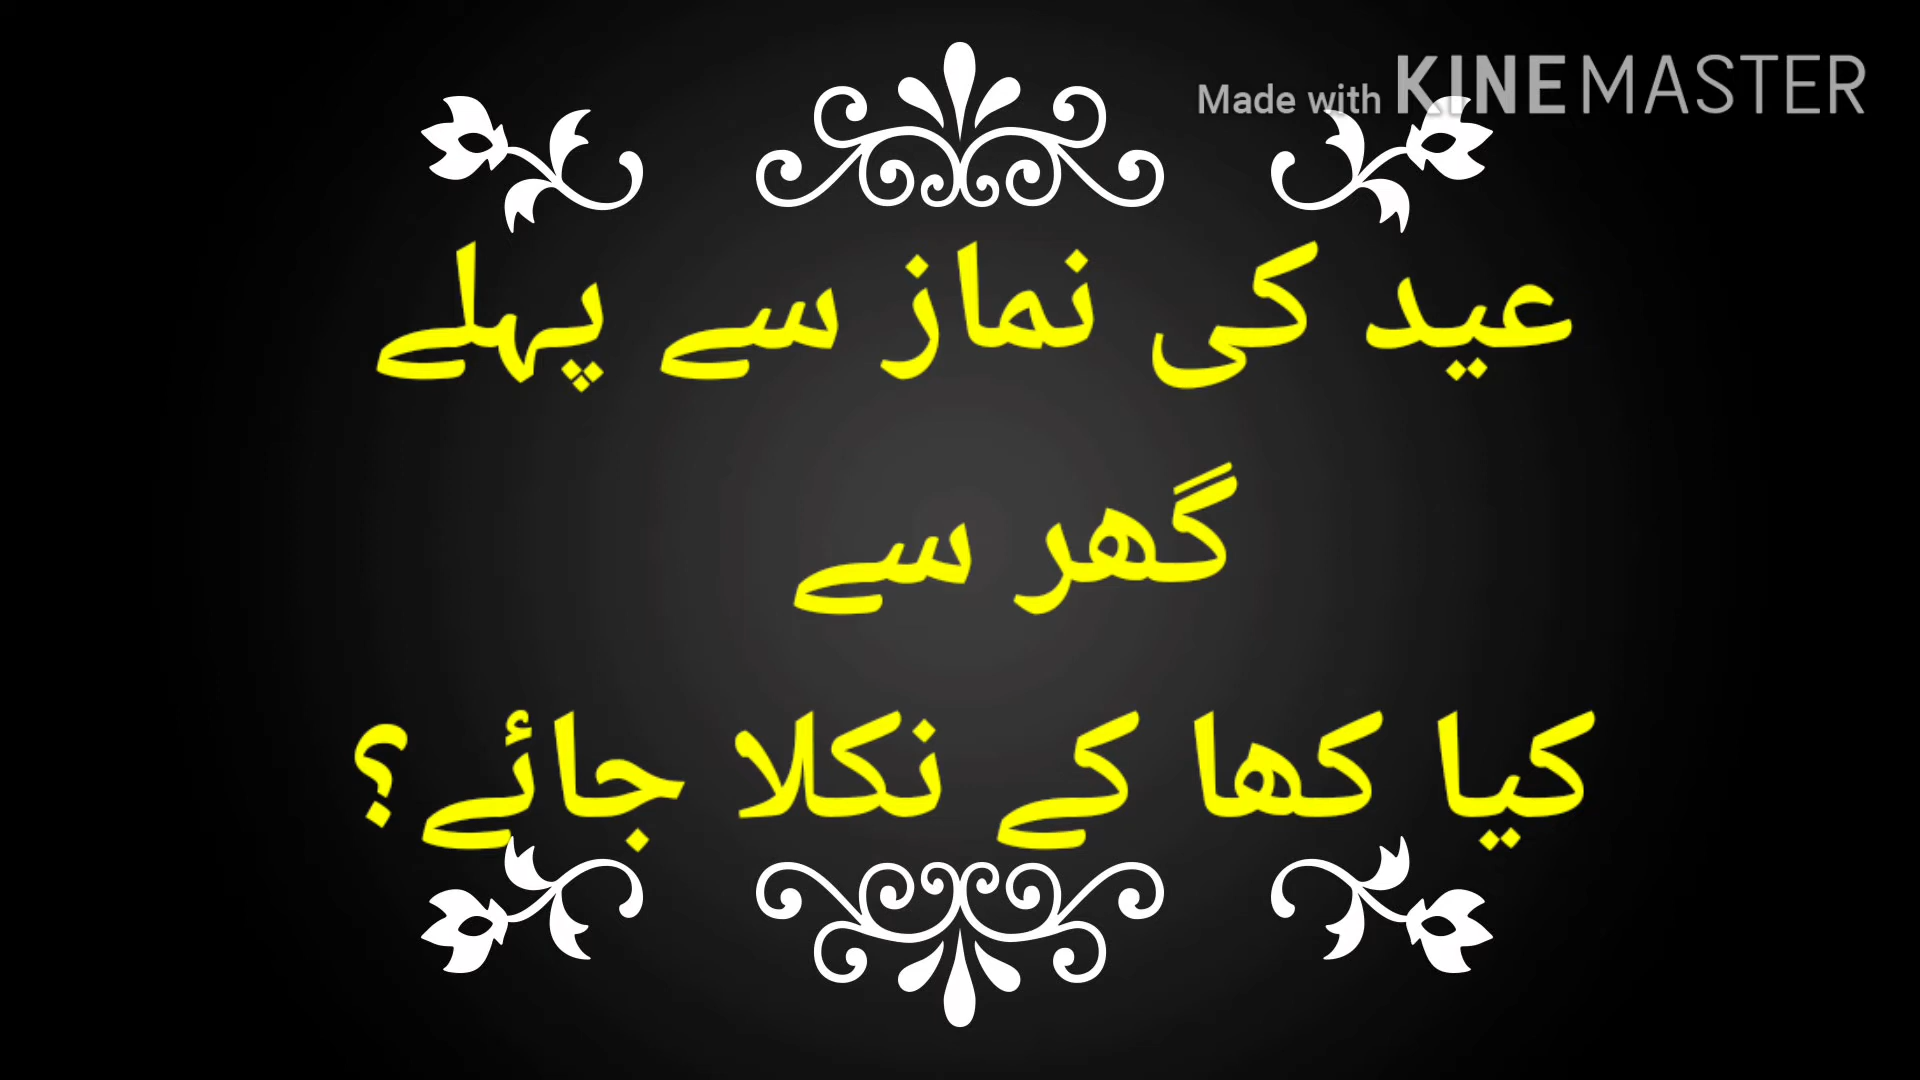 Made with KINEMASTER
عید کی نماز سے پہلے
گھر سے
کیا کھا کے نکلا جائے؟